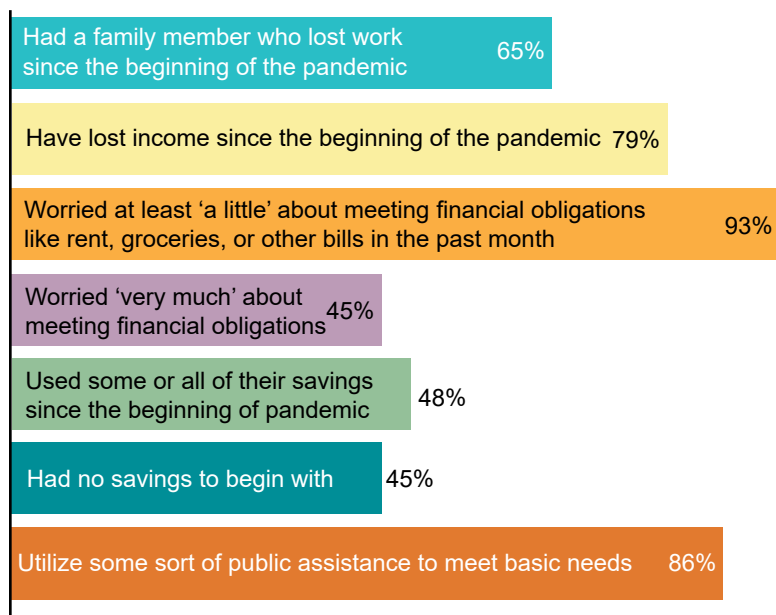 Had a family member who lost work
since the beginning of the pandemic 65%
Have lost income since the beginning of the pandemic 79%
Worried at least ‘a little’ about meeting financial obligations
like rent, groceries, or other bills in the past month 93%
Worried ‘very much’ about
meeting financial obligations 45%
Used some or all of their savings
since the beginning of pandemic 48%
Had no savings to begin with 45%
Utilize some sort of public assistance to meet basic needs 86%